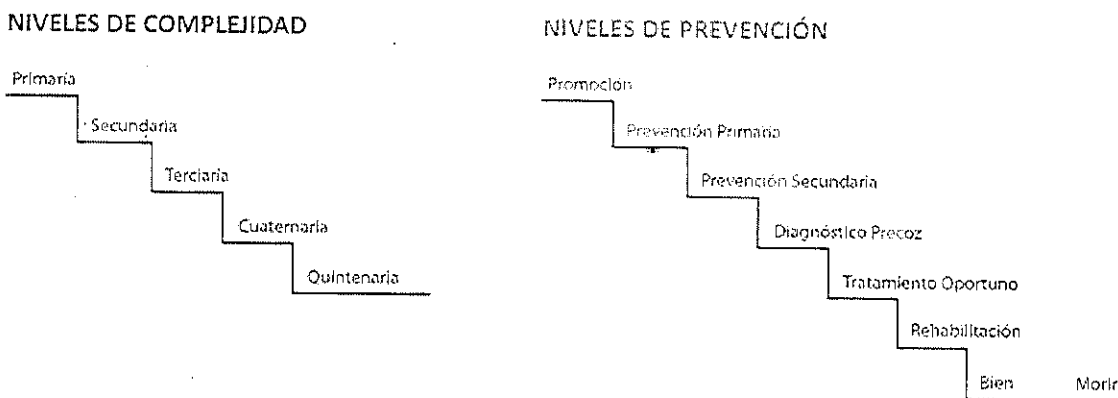 NIVELES DE COMPLEJIDAD
Primaria
Secundaria
Terciaria
Cuaternaria
Quintenaria
NIVELES DE PREVENCIÓN
Promoción
Prevención Primaria
Prevención Secundaria
Diagnóstico Precoz
Tratamiento Oportuno
Rehabilitación
Bien Morir